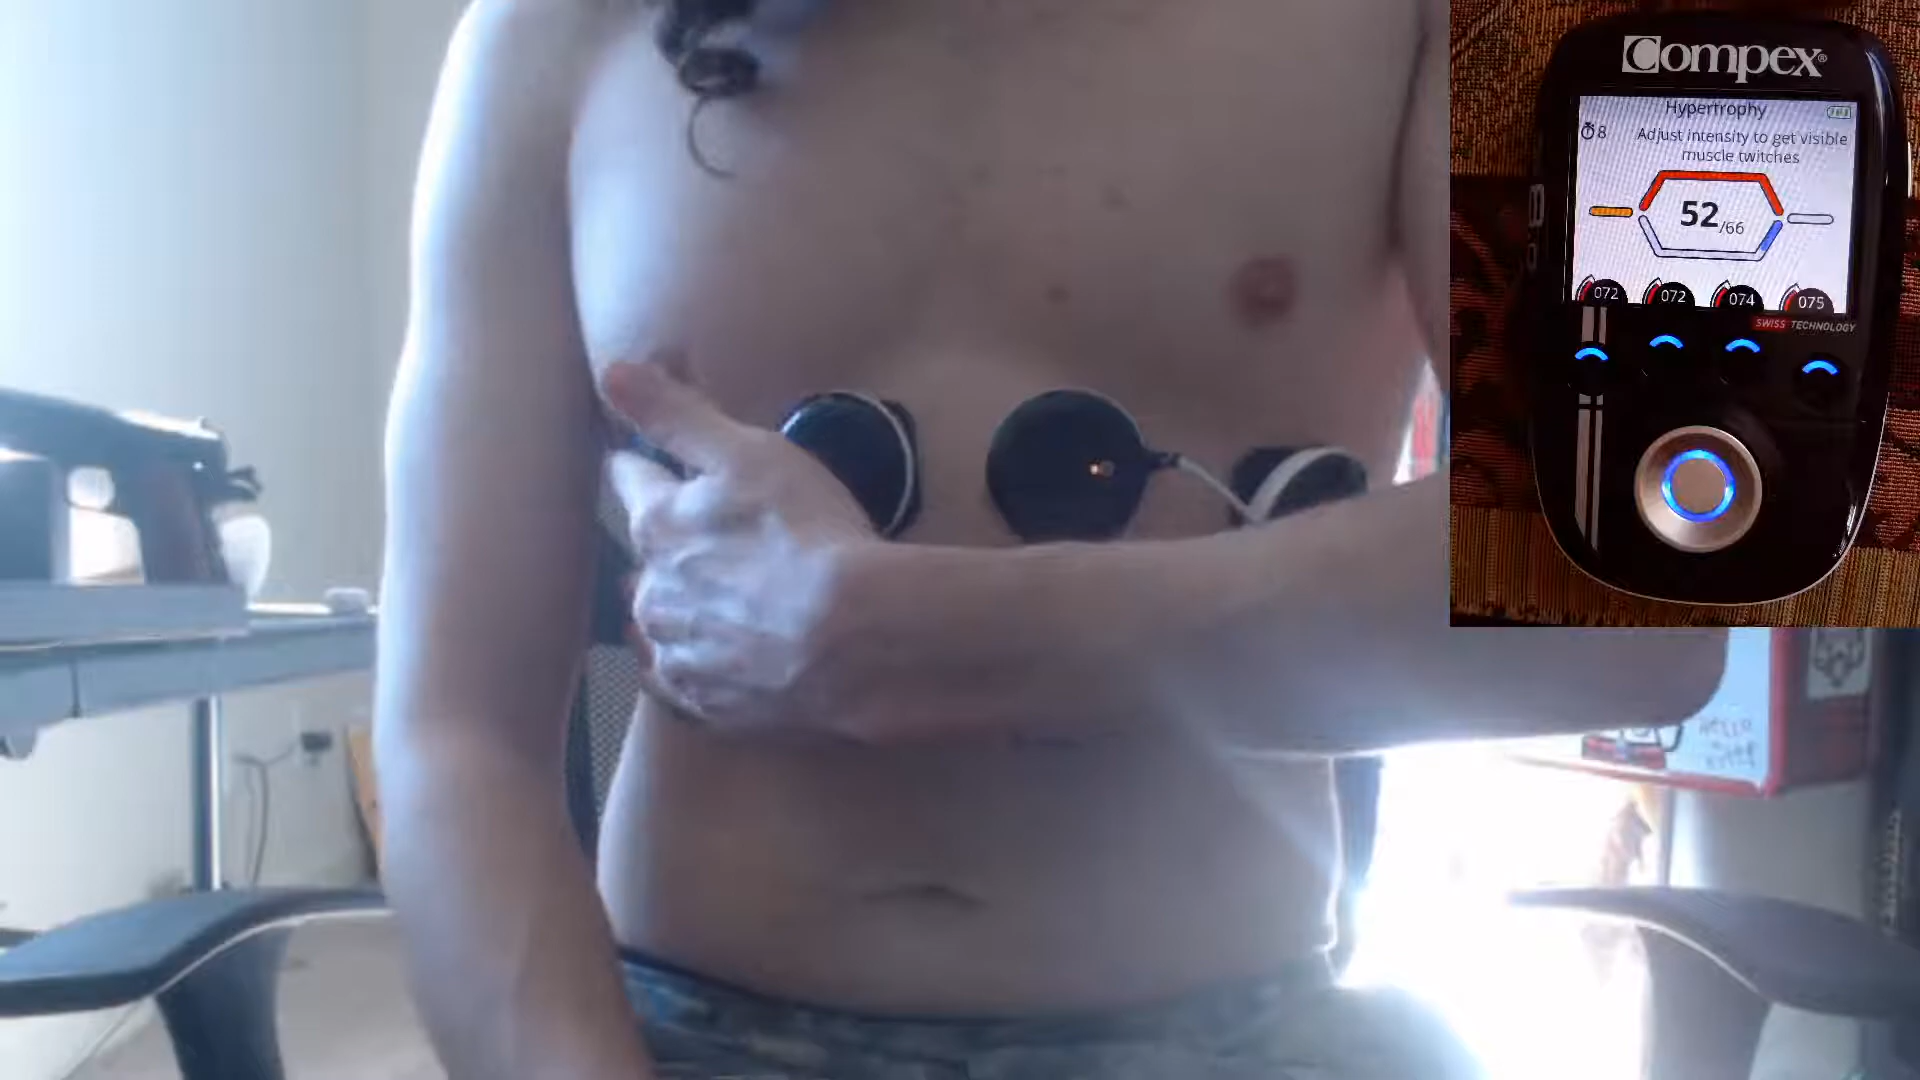 Compex®
Hypertrophy
8
Adjust intensity to get visible
muscle twitches
52/66
072 072 074 075
SWISS TECHNOLOGY